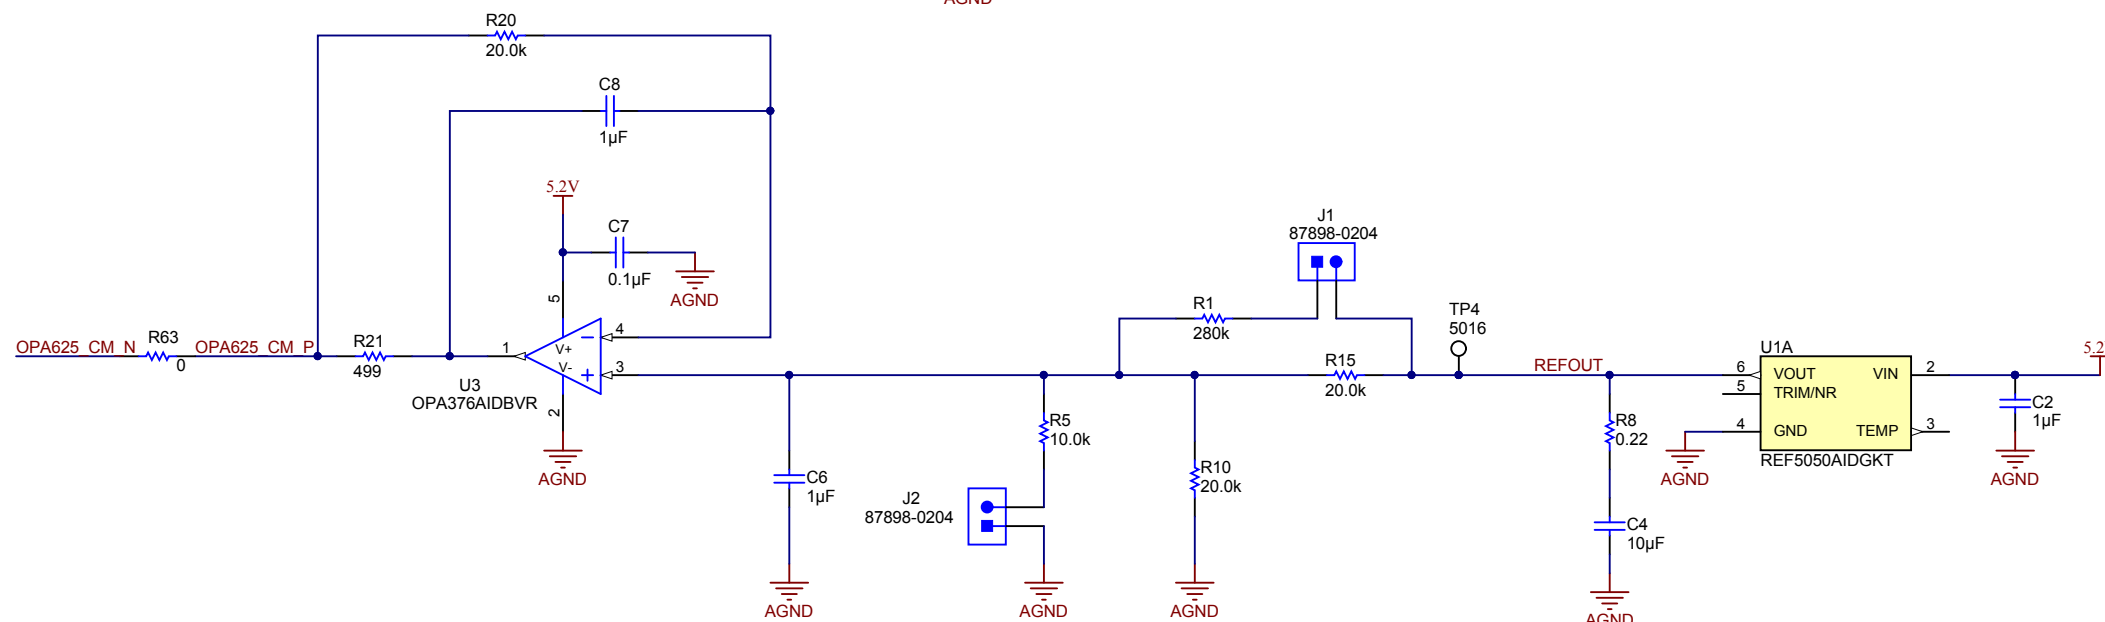 AGND
R20
20.0k
C8
1µF
5.2V
C7
0.1µF
AGND
5
OPA625_CM_N
R63
0
OPA625_CM_P
R21
499
1
V+
V-
4
3
2
U3
OPA376AIDBVR
AGND
C6
1µF
AGND
J2
87898-0204
R5
10.0k
AGND
R10
20.0k
AGND
R1
280k
J1
87898-0204
R15
20.0k
TP4
5016
REFOUT
R8
0.22
C4
10µF
AGND
U1A
6
VOUT
VIN
2
5
TRIM/NR
4
GND
TEMP
3
REF5050AIDGKT
AGND
5.2
C2
1µF
AGND